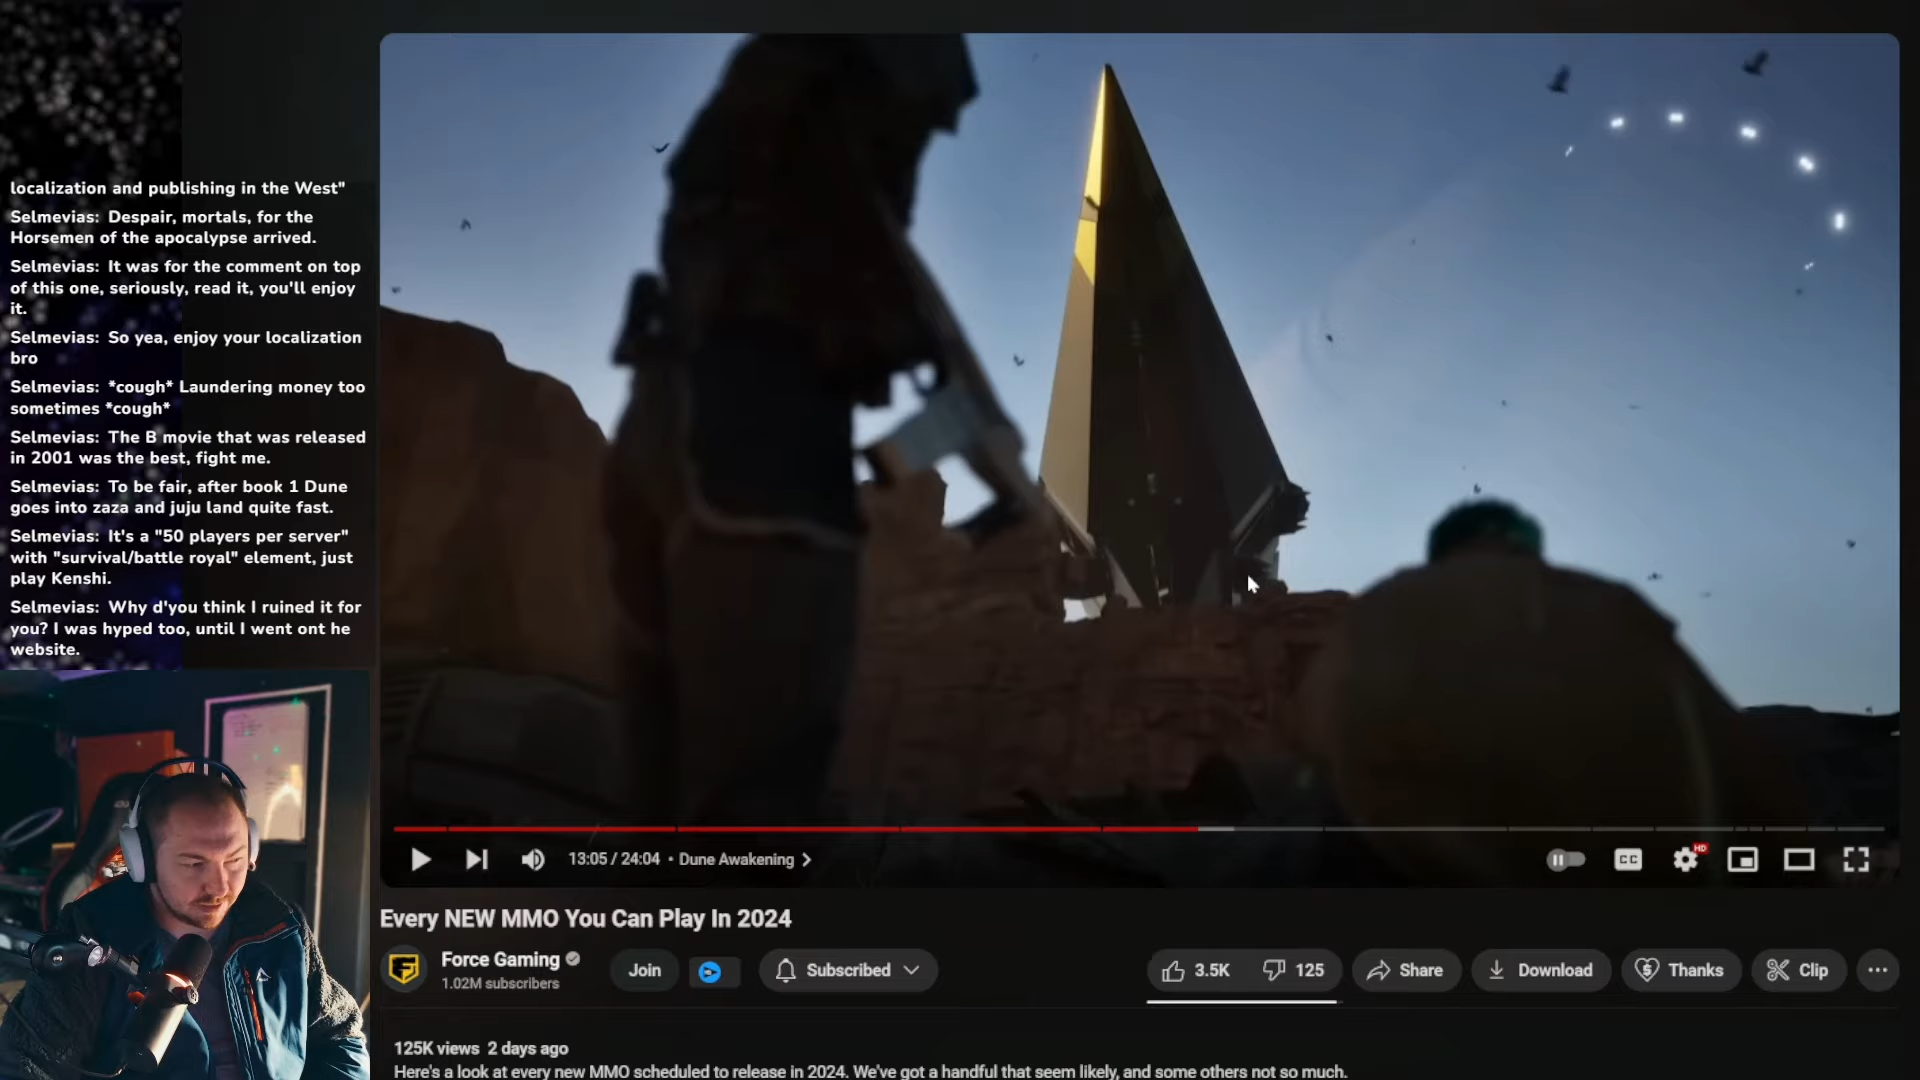 localization and publishing in the West"
Selmevias: Despair, mortals, for the
Horsemen of the apocalypse arrived.
Selmevias: It was for the comment on top
of this one, seriously, read it, you'll enjoy
it.
Selmevias: So yea, enjoy your localization
bro
Selmevias: *cough* Laundering money too
sometimes *cough*
Selmevias: The B movie that was released
in 2001 was the best, fight me.
Selmevias: To be fair, after book 1 Dune
goes into zaza and juju land quite fast.
Selmevias: It's a "50 players per server"
with "survival/battle royal" element, just
play Kenshi.
Selmevias: Why d'you think I ruined it for
you? I was hyped too, until I went ont he
website.
13:05 / 24:04 • Dune Awakening
CC
HD
Every NEW MMO You Can Play In 2024
Force Gaming
1.02M subscribers
Join
Subscribed
3.5K
125
Share
Download
Thanks
Clip
125K views 2 days ago
Here's a look at every new MMO scheduled to release in 2024. We've got a handful that seem likely, and some others not so much.